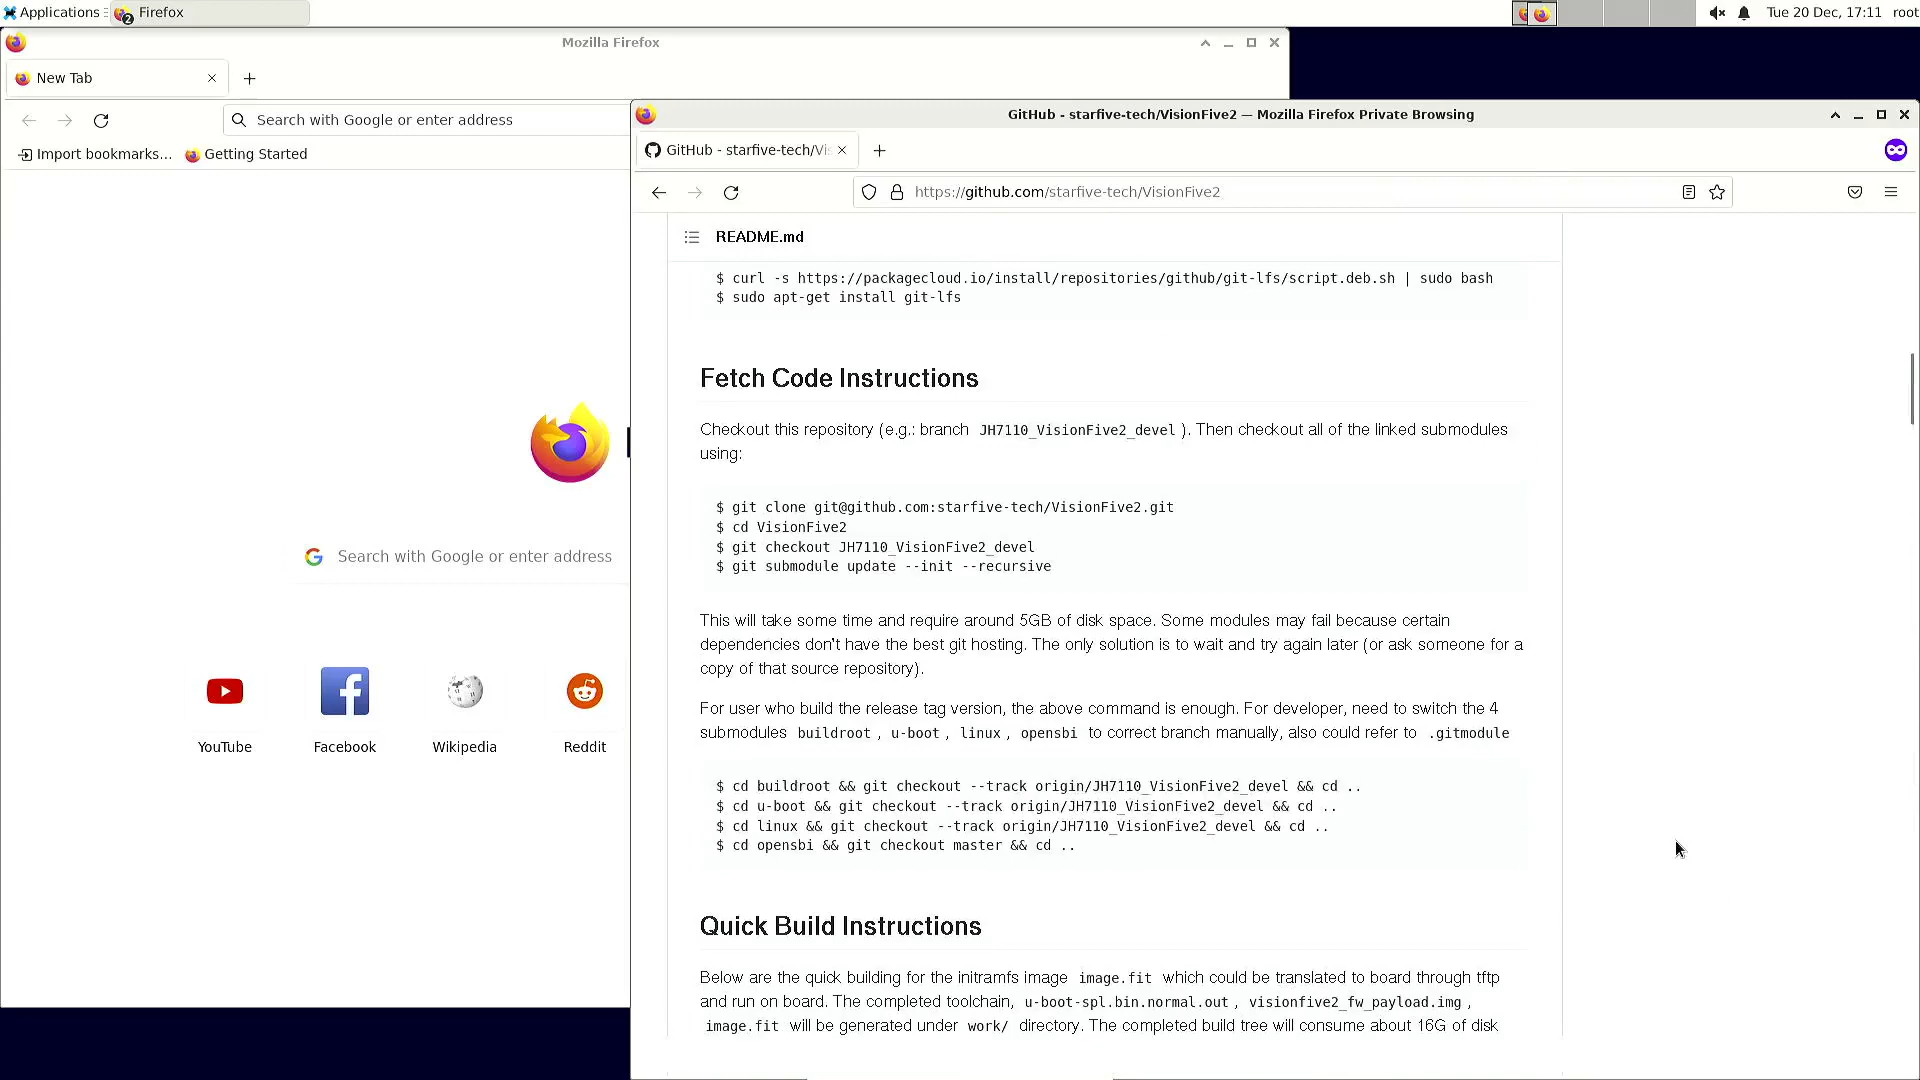 Applications
Firefox
2
Tue 20 Dec, 17:11
root
Mozilla Firefox
New Tab
Search with Google or enter address
Import bookmarks...
Getting Started
Search with Google or enter address
YouTube
Facebook
Wikipedia
Reddit
GitHub - starfive-tech/VisionFive2 — Mozilla Firefox Private Browsing
GitHub - starfive-tech/Vis
https://github.com/starfive-tech/VisionFive2
README.md
$ curl -s https://packagecloud.io/install/repositories/github/git-lfs/script.deb.sh | sudo bash
$ sudo apt-get install git-lfs
Fetch Code Instructions
Checkout this repository (e.g.: branch JH7110_VisionFive2_devel ). Then checkout all of the linked submodules
using:
$ git clone git@github.com:starfive-tech/VisionFive2.git
$ cd VisionFive2
$ git checkout JH7110_VisionFive2_devel
$ git submodule update --init --recursive
This will take some time and require around 5GB of disk space. Some modules may fail because certain
dependencies don't have the best git hosting. The only solution is to wait and try again later (or ask someone for a
copy of that source repository).
For user who build the release tag version, the above command is enough. For developer, need to switch the 4
submodules buildroot , u-boot , linux , opensbi to correct branch manually, also could refer to .gitmodule
$ cd buildroot && git checkout --track origin/JH7110_VisionFive2_devel && cd ..
$ cd u-boot && git checkout --track origin/JH7110_VisionFive2_devel && cd ..
$ cd linux && git checkout --track origin/JH7110_VisionFive2_devel && cd ..
$ cd opensbi && git checkout master && cd ..
Quick Build Instructions
Below are the quick building for the initramfs image image.fit which could be translated to board through tftp
and run on board. The completed toolchain, u-boot-spl.bin.normal.out , visionfive2_fw_payload.img ,
image.fit will be generated under work/ directory. The completed build tree will consume about 16G of disk